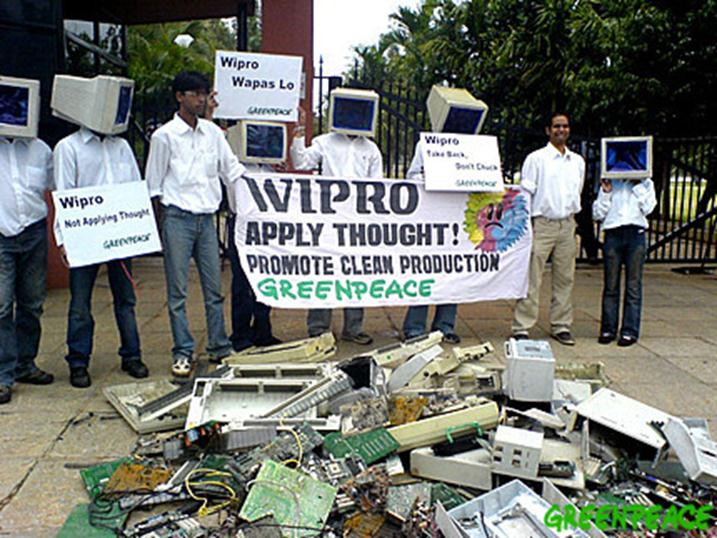 Wipro
Wapas Lo
GREENPEACE
Wipro
Take Back,
Don't Chuck
GREENPEACE
Wipro
Not Applying Thought
GREENPEACE
WIPRO
APPLY THOUGHT!
PROMOTE CLEAN PRODUCTION
GREENPEACE
GREENPEACE